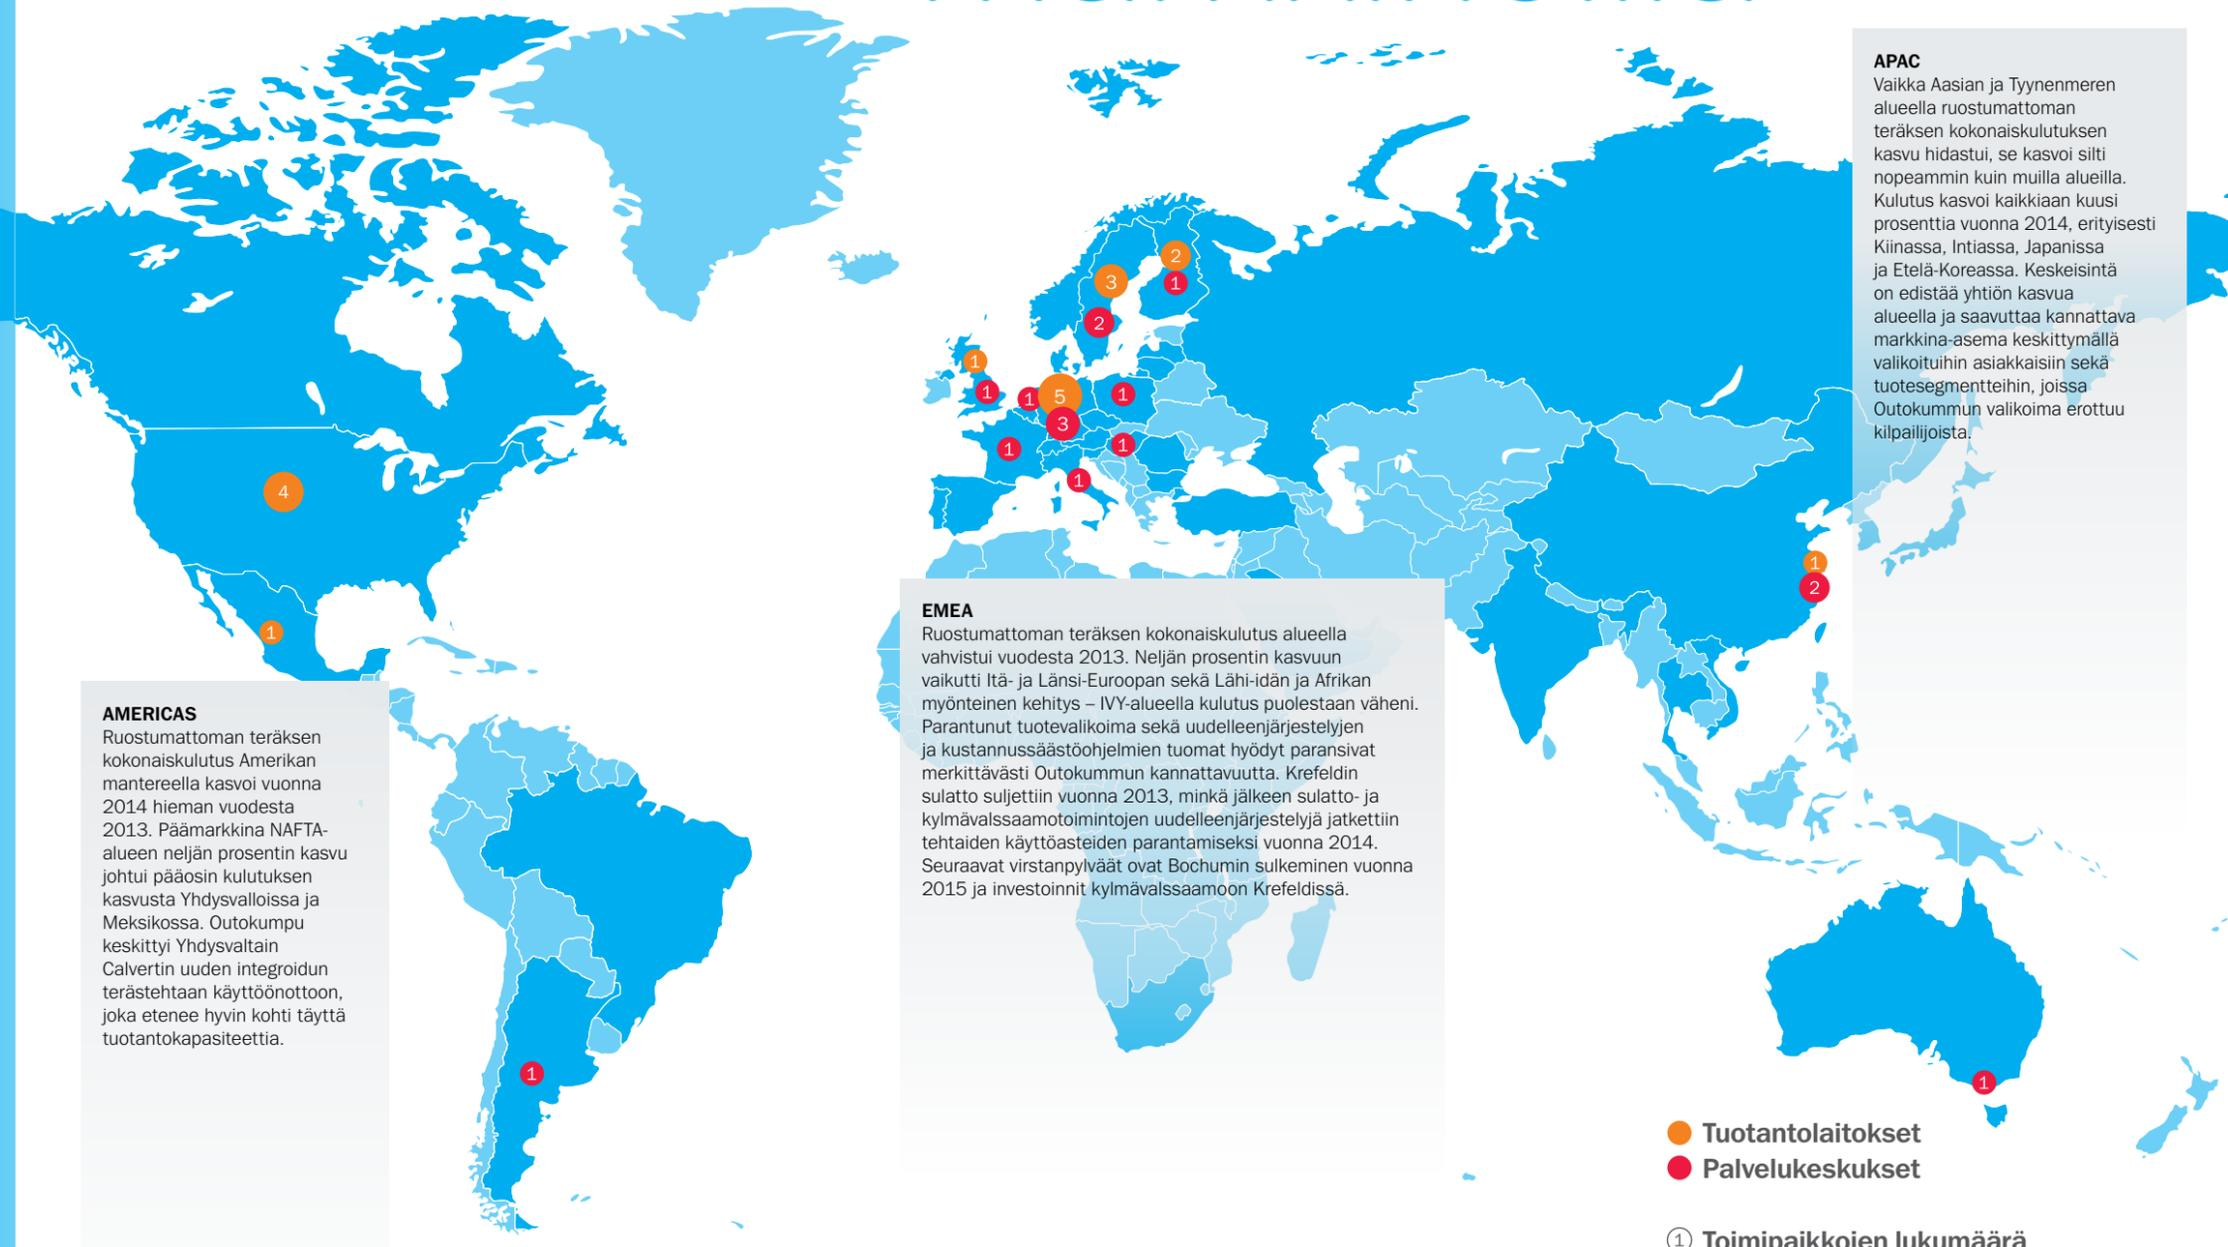 APAC
Vaikka Aasian ja Tyynenmeren
alueella ruostumattoman
teräksen kokonaiskulutuksen
kasvu hidastui, se kasvoi silti
nopeammin kuin muilla alueilla.
Kulutus kasvoi kaikkiaan kuusi
prosenttia vuonna 2014, erityisesti
Kiinassa, Intiassa, Japanissa
ja Etelä-Koreassa. Keskeisintä
on edistää yhtiön kasvua
alueella ja saavuttaa kannattava
markkina-asema keskittymällä
valikoituihin asiakkaisiin sekä
tuotesegmentteihin, joissa
Outokummun valikoima erottuu
kilpailijoista.
2
3
1
2
1
1
1
5
1
3
1
1
1
4
1
2
1
EMEA
Ruostumattoman teräksen kokonaiskulutus alueella
vahvistui vuodesta 2013. Neljän prosentin kasvuun
vaikutti Itä- ja Länsi-Euroopan sekä Lähi-idän ja Afrikan
myönteinen kehitys – IVY-alueella kulutus puolestaan väheni.
Parantunut tuotevalikoima sekä uudelleenjärjestelyjen
ja kustannussäästöohjelmien tuomat hyödyt paransivat
merkittävästi Outokummun kannattavuutta. Krefeldin
sulatto suljettiin vuonna 2013, minkä jälkeen sulatto- ja
kylmävalssaamotoimintojen uudelleenjärjestelyjä jatkettiin
tehtaiden käyttöasteiden parantamiseksi vuonna 2014.
Seuraavat virstanpylväät ovat Bochumin sulkeminen vuonna
2015 ja investoinnit kylmävalssaamoon Krefeldissä.
AMERICAS
Ruostumattoman teräksen
kokonaiskulutus Amerikan
mantereella kasvoi vuonna
2014 hieman vuodesta
2013. Päämarkkina NAFTA-
alueen neljän prosentin kasvu
johtui pääosin kulutuksen
kasvusta Yhdysvalloissa ja
Meksikossa. Outokumpu
keskittyi Yhdysvaltain
Calvertin uuden integroidun
terästehtaan käyttöönottoon,
joka etenee hyvin kohti täyttä
tuotantokapasiteettia.
1
1
Tuotantolaitokset
Palvelukeskukset
1 Toimipaikkojen lukumäärä